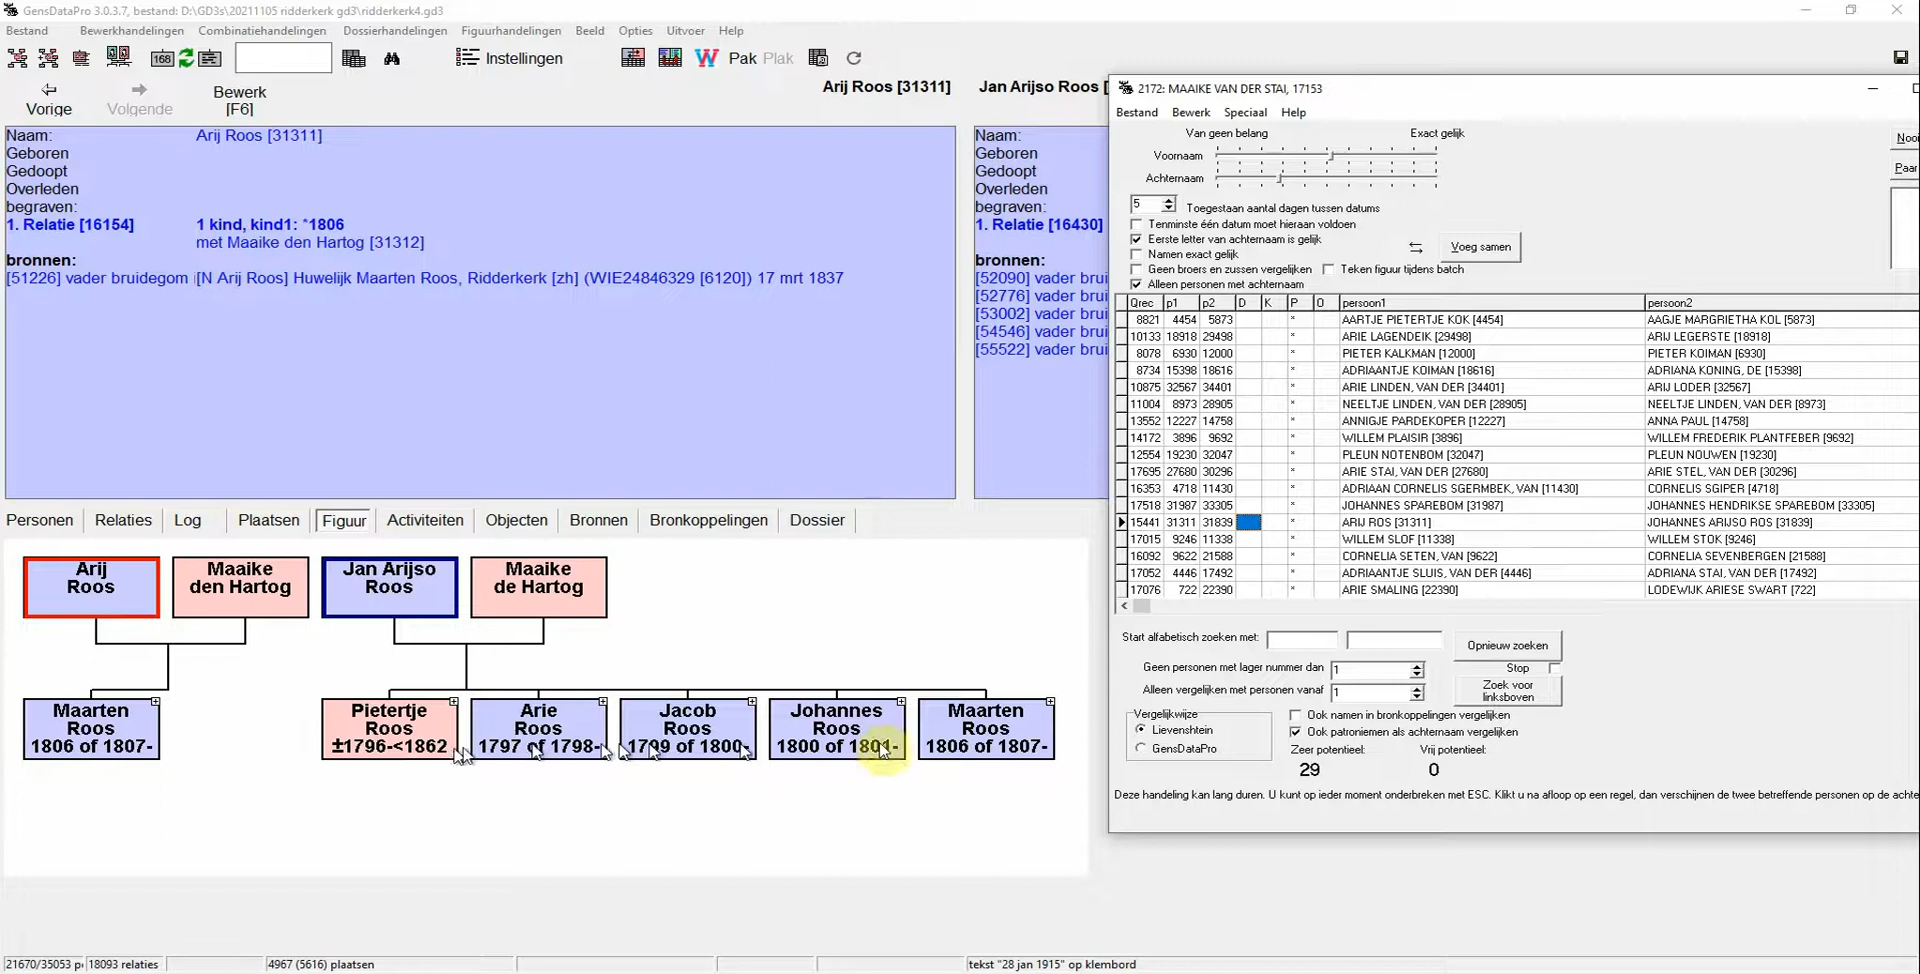 GensDataPro 3.0.3.7, bestand: D:\GD3s\20211105 ridderkerk gd3\ridderkerk4.gd3
Bestand Bewerkhandelingen Combinatiehandelingen Dossierhandelingen Figuurhandelingen Beeld Opties Uitvoer Help
168 Instellingen W Pak Plak
Vorige Volgende Bewerk [F6]
Arij Roos [31311]
Jan Arijso Roos [
Naam: Arij Roos [31311]
Geboren
Gedoopt
Overleden
begraven:
1. Relatie [16154] 1 kind, kind1: *1806
met Maaike den Hartog [31312]
bronnen:
[51226] vader bruidegom [N Arij Roos] Huwelijk Maarten Roos, Ridderkerk [zh] (WIE24846329 [6120]) 17 mrt 1837
Naam:
Geboren
Gedoopt
Overleden
begraven:
1. Relatie [16430]
bronnen:
[52090] vader brui
[52776] vader brui
[53002] vader brui
[54546] vader brui
[55522] vader brui
Personen Relaties Log Plaatsen Figuur Activiteiten Objecten Bronnen Bronkoppelingen Dossier
Arij
Roos
Maaike
den Hartog
Jan Arijso
Roos
Maaike
de Hartog
Maarten
Roos
1806 of 1807-
Pietertje
Roos
±1796-<1862
Arie
Roos
1797 of 1798-
Jacob
Roos
1799 of 1800-
Johannes
Roos
1800 of 1801-
Maarten
Roos
1806 of 1807-
2172: MAAIKE VAN DER STAI, 17153
Bestand Bewerk Speciaal Help
Van geen belang Exact gelijk
Voornaam
Achternaam
5 Toegestaan aantal dagen tussen datums
Tenminste één datum moet hieraan voldoen
Eerste letter van achternaam is gelijk
Namen exact gelijk
Geen broers en zussen vergelijken Teken figuur tijdens batch
Alleen personen met achternaam
Voeg samen
Nooi
Paar
Qrec p1 p2 D K P O persoon1 persoon2
8821 4454 5873 * AARTJE PIETERTJE KOK [4454] AAGJE MARGRIETHA KOL [5873]
10133 18918 29498 * ARIE LAGENDEIK [29498] ARIJ LEGERSTE [18918]
8078 6930 12000 * PIETER KALKMAN [12000] PIETER KOIMAN [6930]
8734 15398 18616 * ADRIAANTJE KOIMAN [18616] ADRIANA KONING, DE [15398]
10875 32567 34401 * ARIE LINDEN, VAN DER [34401] ARIJ LODER [32567]
11004 8973 28905 * NEELTJE LINDEN, VAN DER [28905] NEELTJE LINDEN, VAN DER [8973]
13552 12227 14758 * ANNIGJE PARDEKOPER [12227] ANNA PAUL [14758]
14172 3896 9692 * WILLEM PLAISIR [3896] WILLEM FREDERIK PLANTFEBER [9692]
12554 19230 32047 * PLEUN NOTENBOM [32047] PLEUN NOUWEN [19230]
17695 27680 30296 * ARIE STAI, VAN DER [27680] ARIE STEL, VAN DER [30296]
16353 4718 11430 * ADRIAAN CORNELIS SGERMBEK, VAN [11430] CORNELIS SGIPER [4718]
17518 31987 33305 * JOHANNES SPAREBOM [31987] JOHANNES HENDRIKSE SPAREBOM [33305]
15441 31311 31839 * ARIJ ROS [31311] JOHANNES ARIJSO ROS [31839]
17015 9246 11338 * WILLEM SLOF [11338] WILLEM STOK [9246]
16092 9622 21588 * CORNELIA SETEN, VAN [9622] CORNELIA SEVENBERGEN [21588]
17052 4446 17492 * ADRIAANTJE SLUIS, VAN DER [4446] ADRIANA STAI, VAN DER [17492]
17076 722 22390 * ARIE SMALING [22390] LODEWIJK ARIESE SWART [722]
Start alfabetisch zoeken met: Opnieuw zoeken
Stop
Geen personen met lager nummer dan 1
Alleen vergelijken met personen vanaf 1
Zoek voor
linksboven
Vergelijkwijze
Lievenshtein
GensDataPro
Ook namen in bronkoppelingen vergelijken
Ook patroniemen als achternaam vergelijken
Zeer potentieel: Vrij potentieel:
29 0
Deze handeling kan lang duren. U kunt op ieder moment onderbreken met ESC. Klikt u na afloop op een regel, dan verschijnen de twee betreffende personen op de achte
21670/35053 p 18093 relaties 4967 (5616) plaatsen tekst "28 jan 1915" op klembord